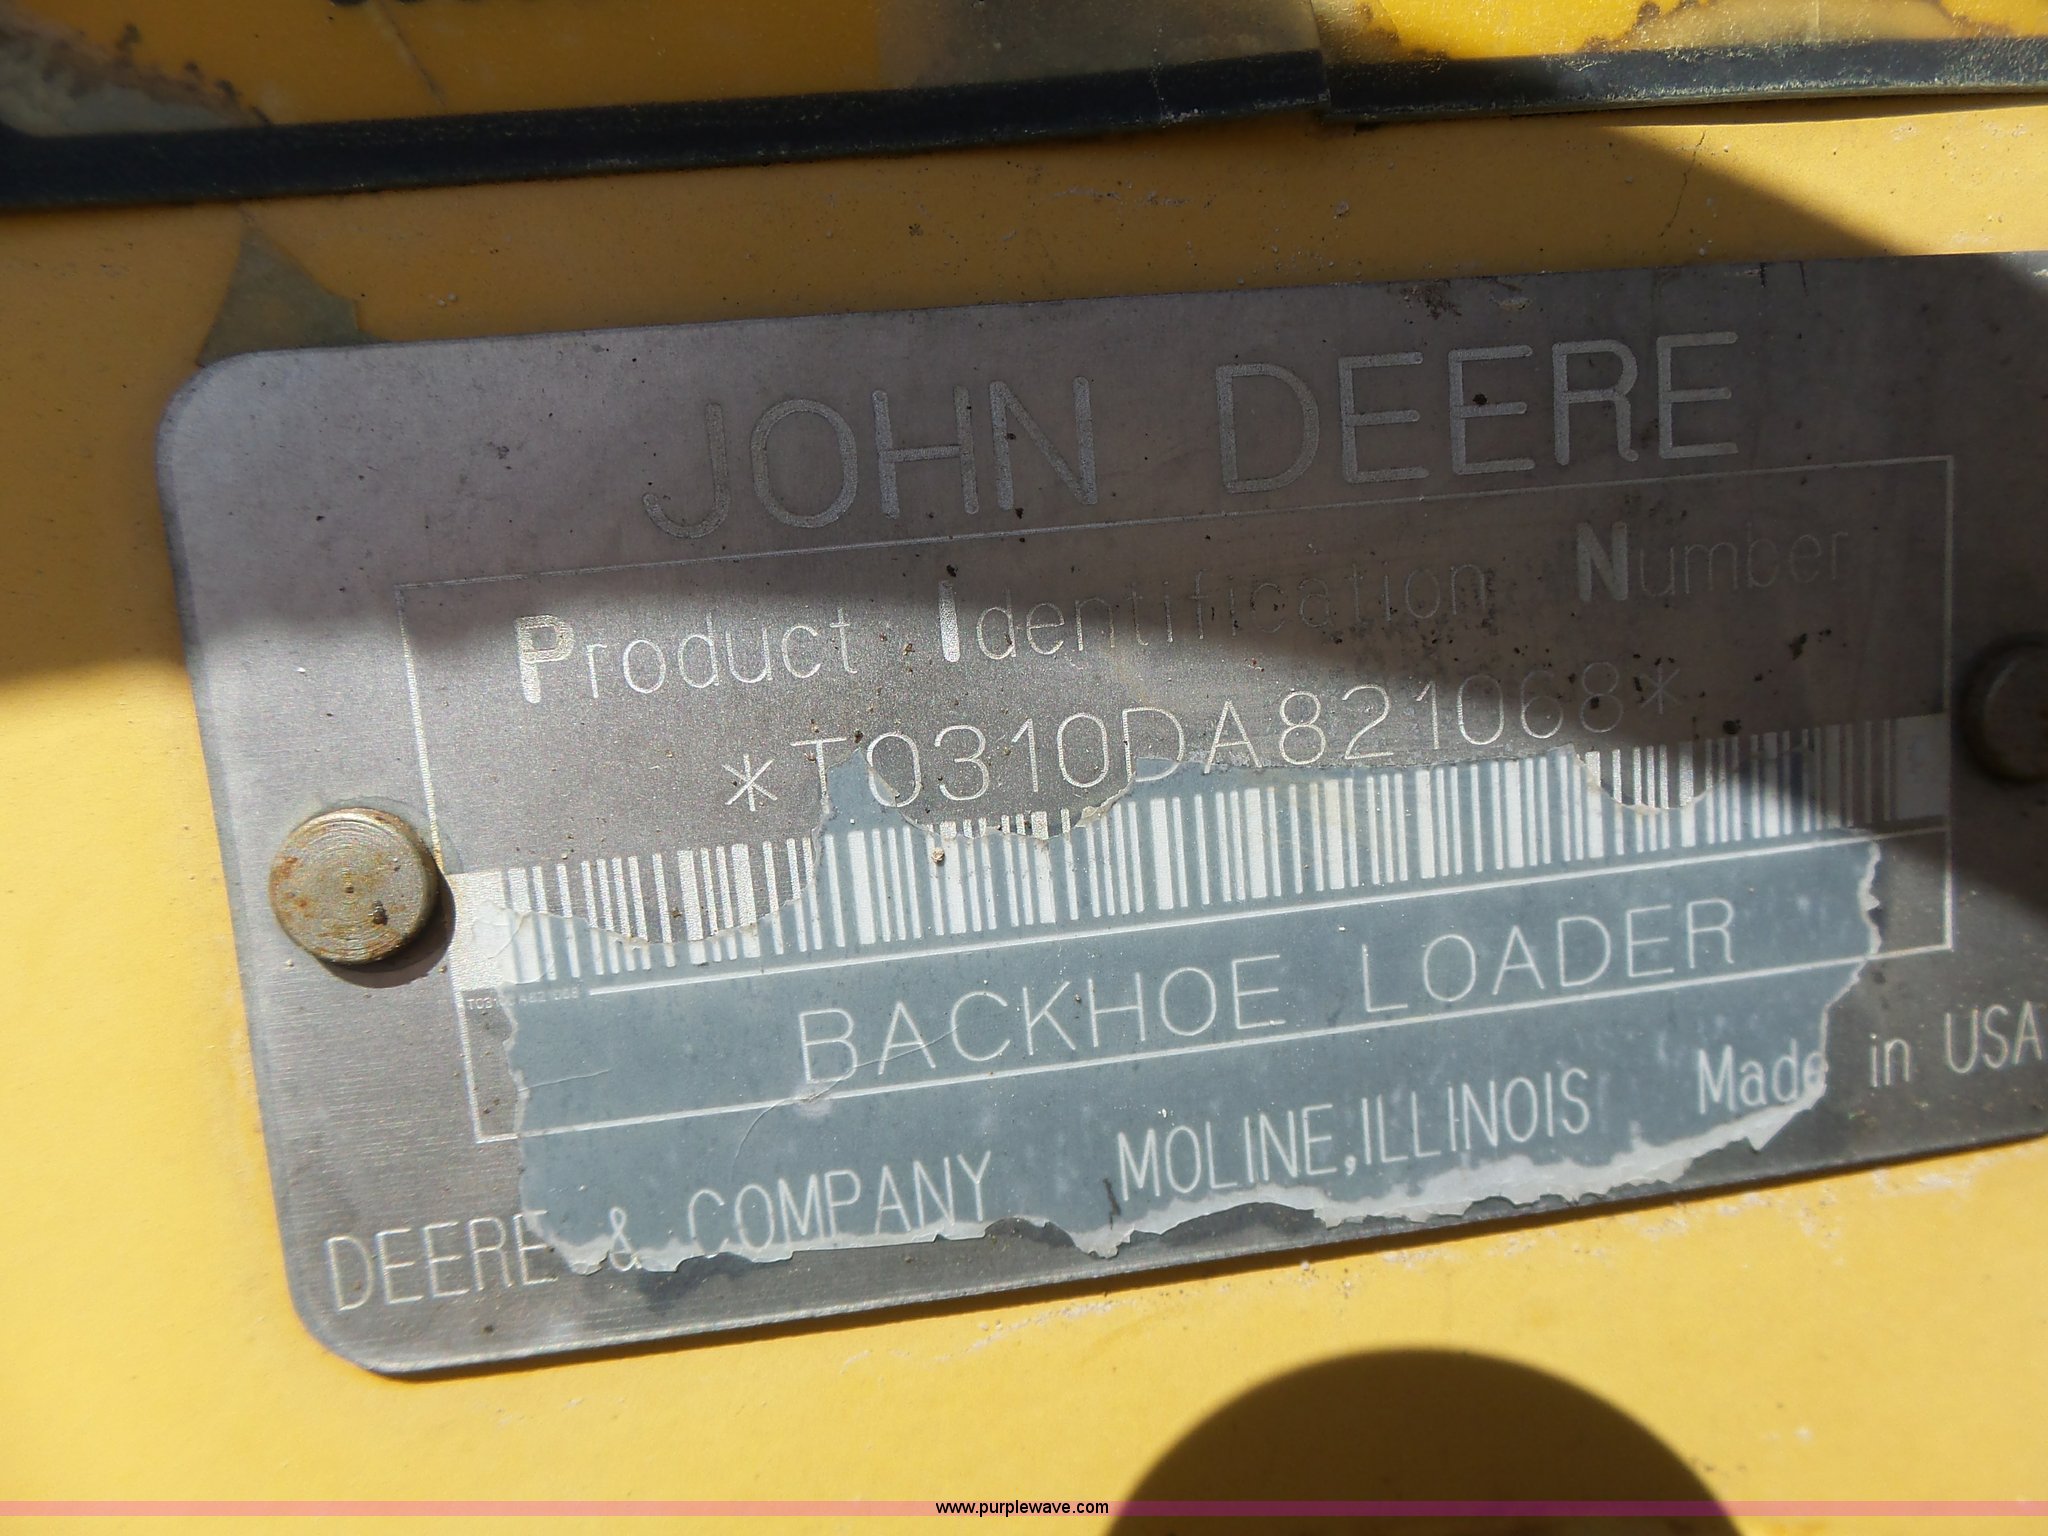 JOHN DEERE
Product Identification Number
*T0310DA821068*
BACKHOE LOADER
DEERE & COMPANY MOLINE,ILLINOIS Made in USA
www.purplewave.com